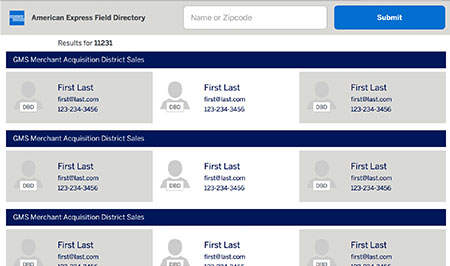 American Express Field Directory
Name or Zipcode
Submit
Results for 11231
GMS Merchant Acquisition District Sales
First Last First Last First Last
first@last.com first@last.com first@last.com
DBD 123-234-3456 DBD 123-234-3456 DBD 123-234-3456
GMS Merchant Acquisition District Sales
First Last First Last First Last
first@last.com first@last.com first@last.com
DBD 123-234-3456 DBD 123-234-3456 DBD 123-234-3456
GMS Merchant Acquisition District Sales
First Last First Last First Last
first@last.com first@last.com first@last.com
DBD 123-234-3456 DBD 123-234-3456 DBD 123-234-3456